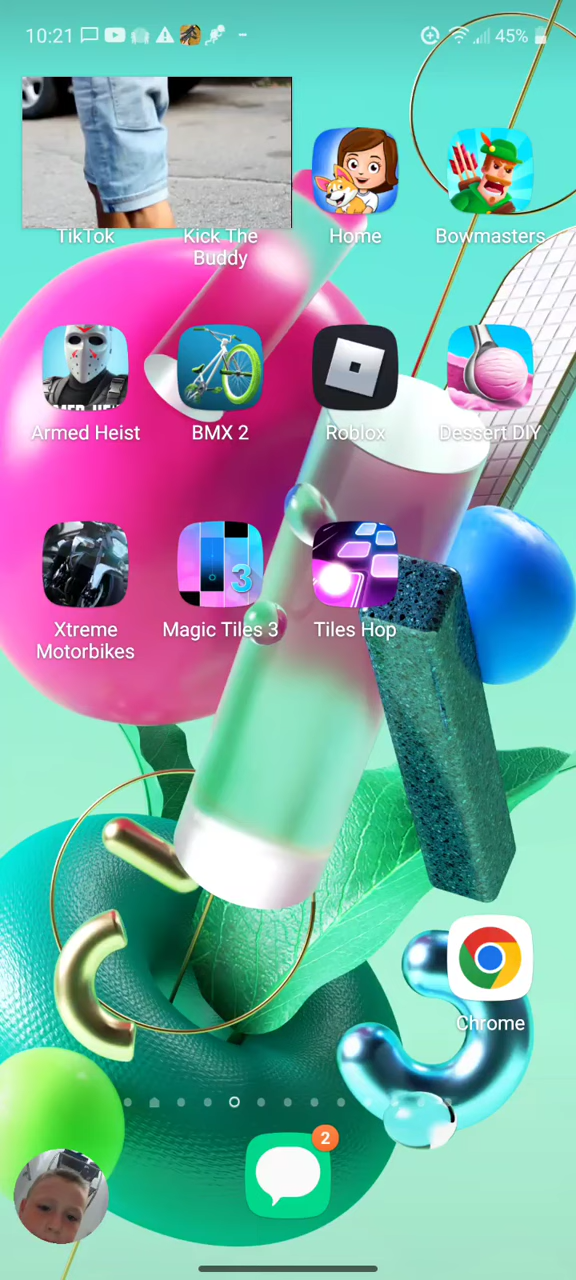 10:21
45%
TikTok
Kick The
Buddy
Home
Bowmasters
Armed Heist
BMX 2
Roblox
Dessert DIY
3
Xtreme
Motorbikes
Magic Tiles 3
Tiles Hop
Chrome
2